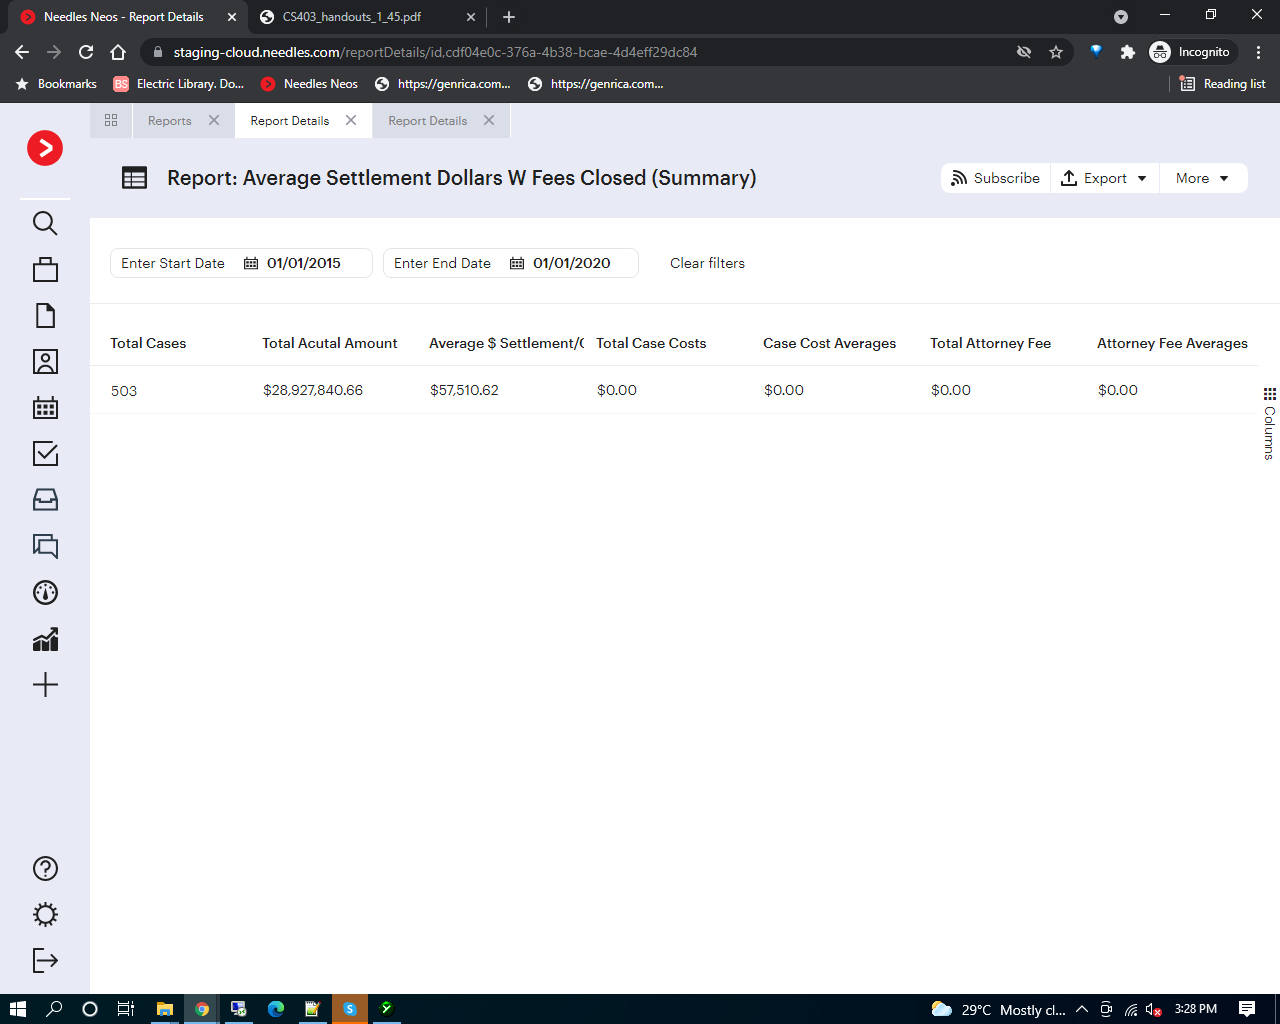 Needles Neos - Report Details
CS403_handouts_1_45.pdf
staging-cloud.needles.com/reportDetails/id,cdf04e0c-376a-4b38-bcae-4d4eff29dc84
Incognito
Bookmarks
BS Electric Library. Do...
Needles Neos
https://genrica.com...
https://genrica.com...
Reading list
Reports
Report Details
Report Details
Report: Average Settlement Dollars W Fees Closed (Summary)
Subscribe
Export
More
Enter Start Date 01/01/2015
Enter End Date 01/01/2020
Clear filters
Total Cases Total Acutal Amount Average $ Settlement/( Total Case Costs Case Cost Averages Total Attorney Fee Attorney Fee Averages
503 $28,927,840.66 $57,510.62 $0.00 $0.00 $0.00 $0.00
Columns
29°C Mostly cl... 3:28 PM